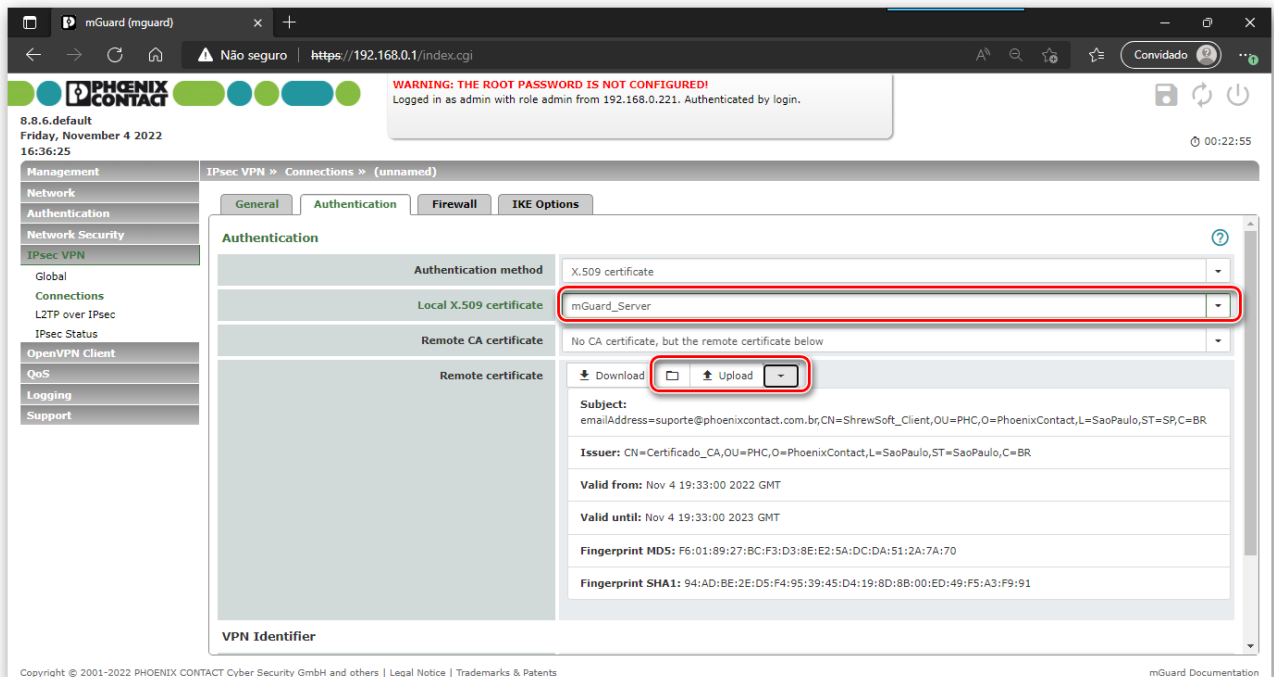 mGuard (mguard)
Não seguro | https://192.168.0.1/index.cgi
Convidado
PHŒNIX
CONTACT
WARNING: THE ROOT PASSWORD IS NOT CONFIGURED!
Logged in as admin with role admin from 192.168.0.221. Authenticated by login.
8.8.6.default
Friday, November 4 2022
16:36:25
00:22:55
Management
Network
Authentication
Network Security
IPsec VPN
Global
Connections
L2TP over IPsec
IPsec Status
OpenVPN Client
QoS
Logging
Support
IPsec VPN » Connections » (unnamed)
General Authentication Firewall IKE Options
Authentication
Authentication method X.509 certificate
Local X.509 certificate mGuard_Server
Remote CA certificate No CA certificate, but the remote certificate below
Remote certificate Download Upload
Subject:
emailAddress=suporte@phoenixcontact.com.br,CN=ShrewSoft_Client,OU=PHC,O=PhoenixContact,L=SaoPaulo,ST=SP,C=BR
Issuer: CN=Certificado_CA,OU=PHC,O=PhoenixContact,L=SaoPaulo,ST=SaoPaulo,C=BR
Valid from: Nov 4 19:33:00 2022 GMT
Valid until: Nov 4 19:33:00 2023 GMT
Fingerprint MD5: F6:01:89:27:BC:F3:D3:8E:E2:5A:DC:DA:51:2A:7A:70
Fingerprint SHA1: 94:AD:BE:2E:D5:F4:95:39:45:D4:19:8D:8B:00:ED:49:F5:A3:F9:91
VPN Identifier
Copyright © 2001-2022 PHOENIX CONTACT Cyber Security GmbH and others | Legal Notice | Trademarks & Patents
mGuard Documentation